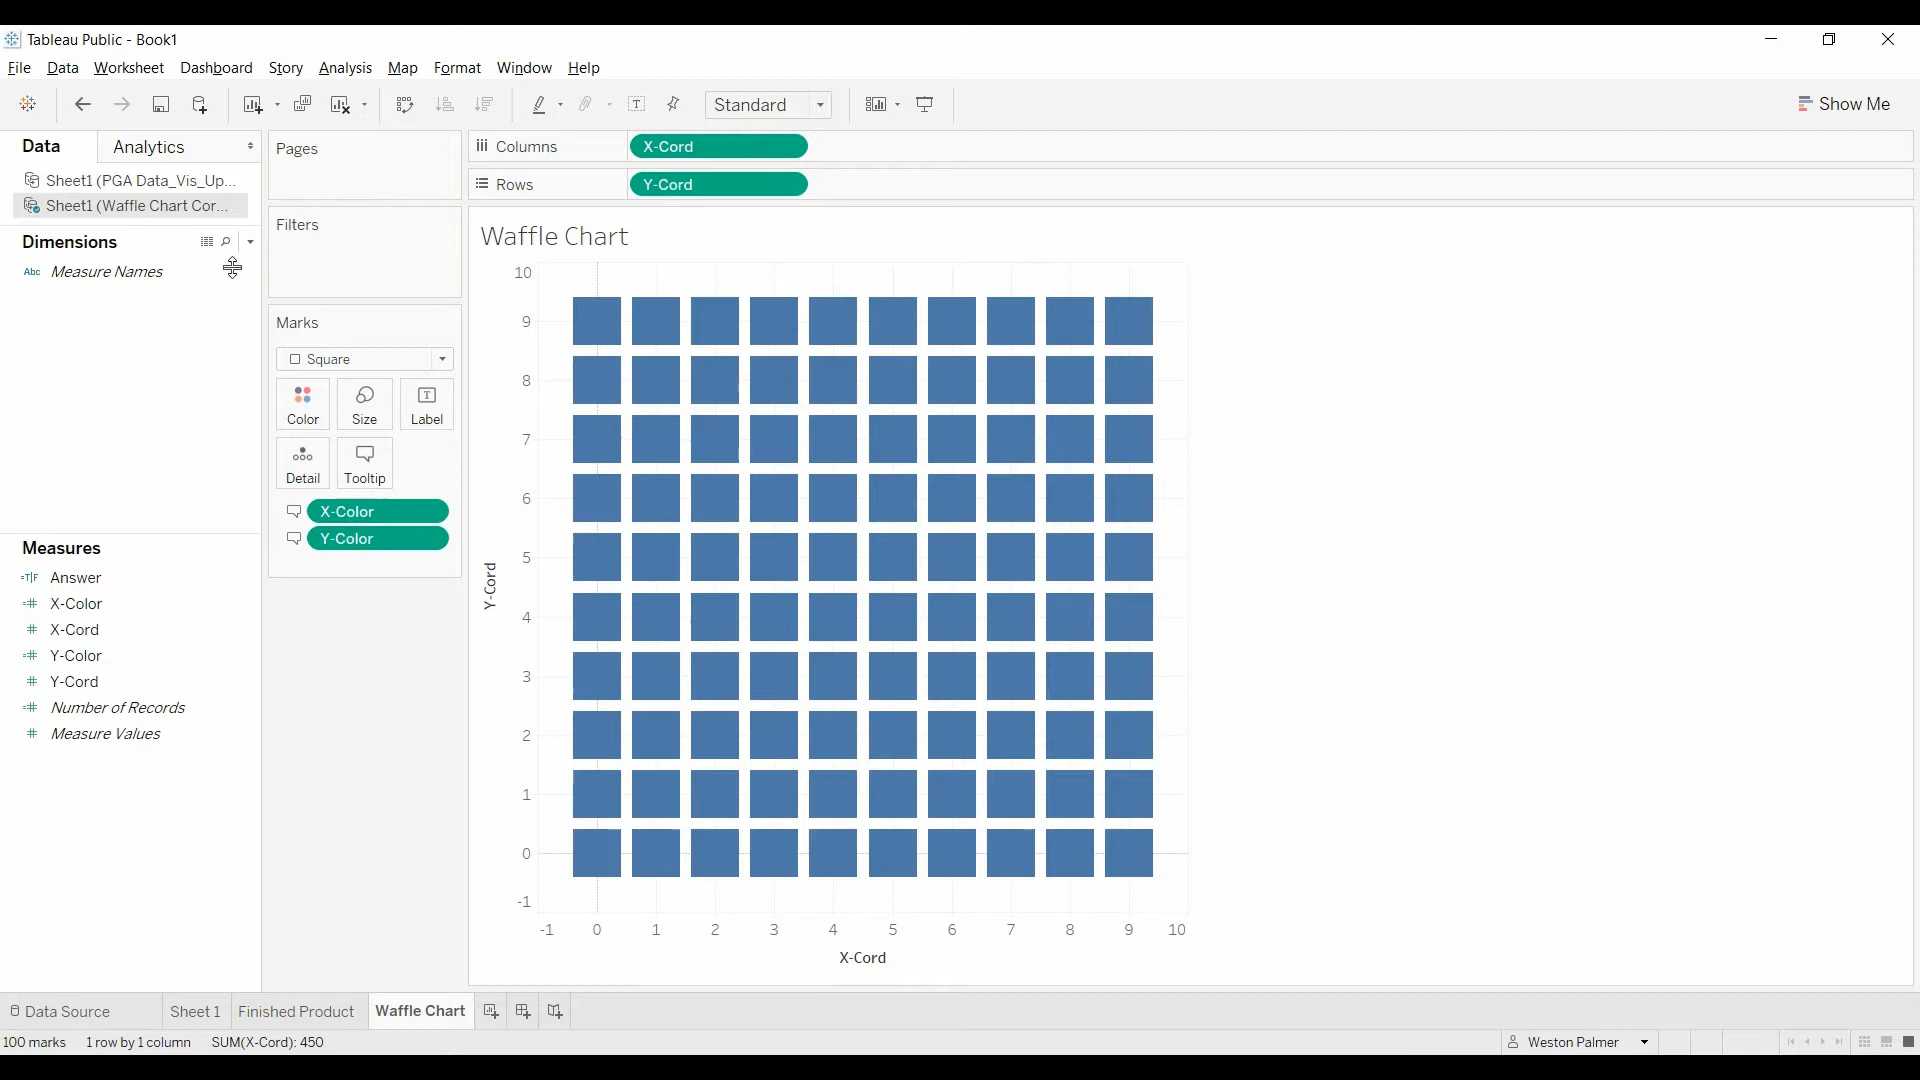 Tableau Public - Book1
File Data Worksheet Dashboard Story Analysis Map Format Window Help
Standard
Show Me
Data Analytics
Sheet1 (PGA Data_Vis_Up...
Sheet1 (Waffle Chart Cor...
Dimensions
Abc Measure Names
Measures
=T|F Answer
=# X-Color
# X-Cord
=# Y-Color
# Y-Cord
=# Number of Records
# Measure Values
Pages
Filters
Marks
Square
Color Size Label
Detail Tooltip
X-Color
Y-Color
Columns X-Cord
Rows Y-Cord
Waffle Chart
10
9
8
7
6
5
4
3
2
1
0
-1
Y-Cord
-1 0 1 2 3 4 5 6 7 8 9 10
X-Cord
Data Source Sheet 1 Finished Product Waffle Chart
100 marks 1 row by 1 column SUM(X-Cord): 450 Weston Palmer